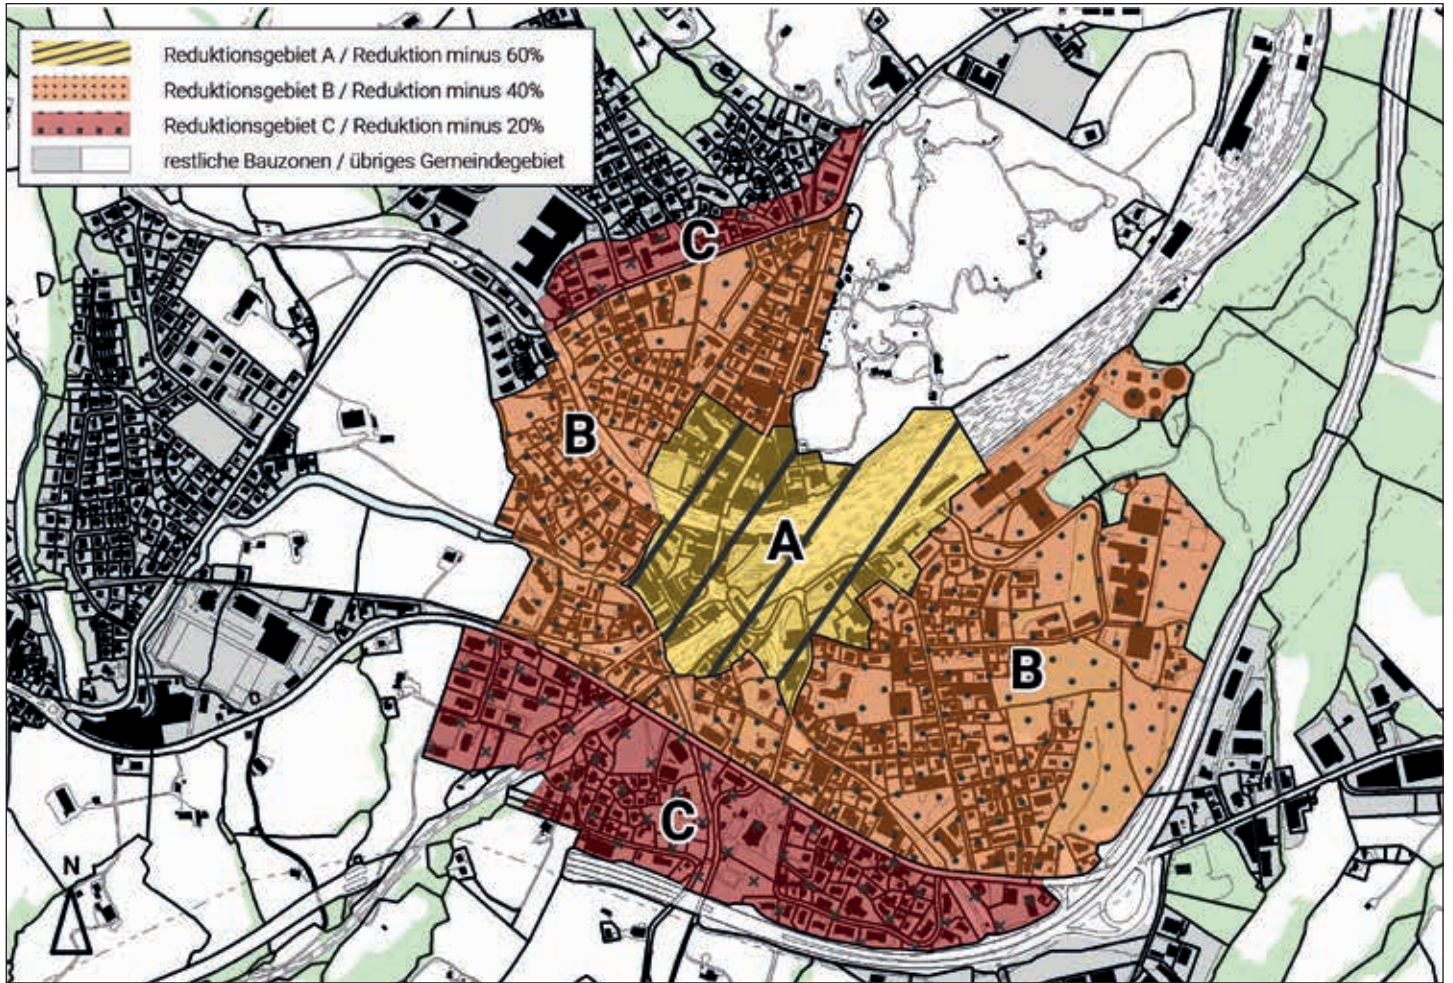 Reduktionsgebiet A / Reduktion minus 60%
Reduktionsgebiet B / Reduktion minus 40%
Reduktionsgebiet C / Reduktion minus 20%
restliche Bauzonen / übriges Gemeindegebiet
C
B
A
B
C
N